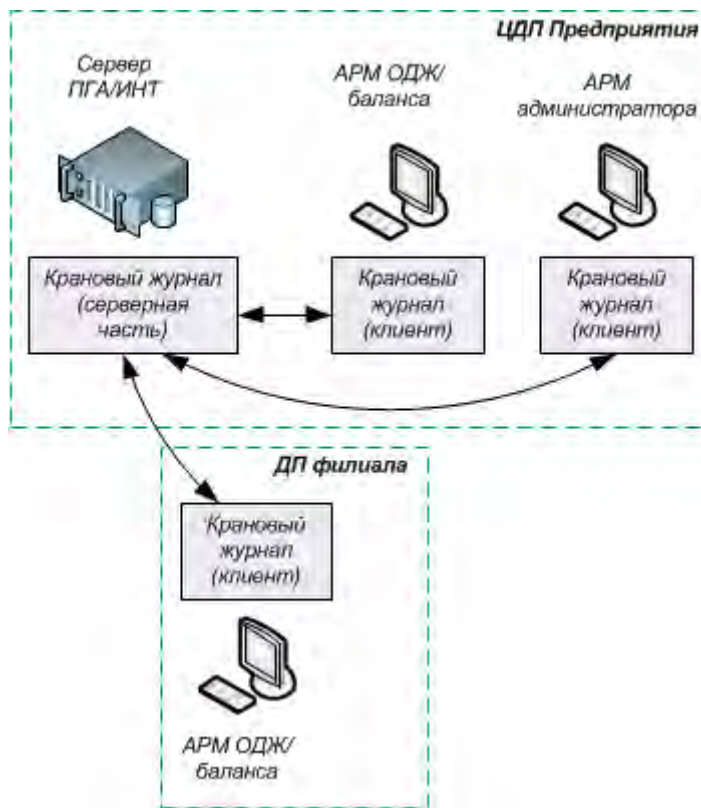 ЦДП Предприятия
Сервер
ПГА/ИНТ
АРМ ОДЖ/
баланса
АРМ
администратора
Крановый журнал
(серверная
часть)
Крановый
журнал
(клиент)
Крановый
журнал
(клиент)
ДП филиала
Крановый
журнал
(клиент)
АРМ ОДЖ/
баланса